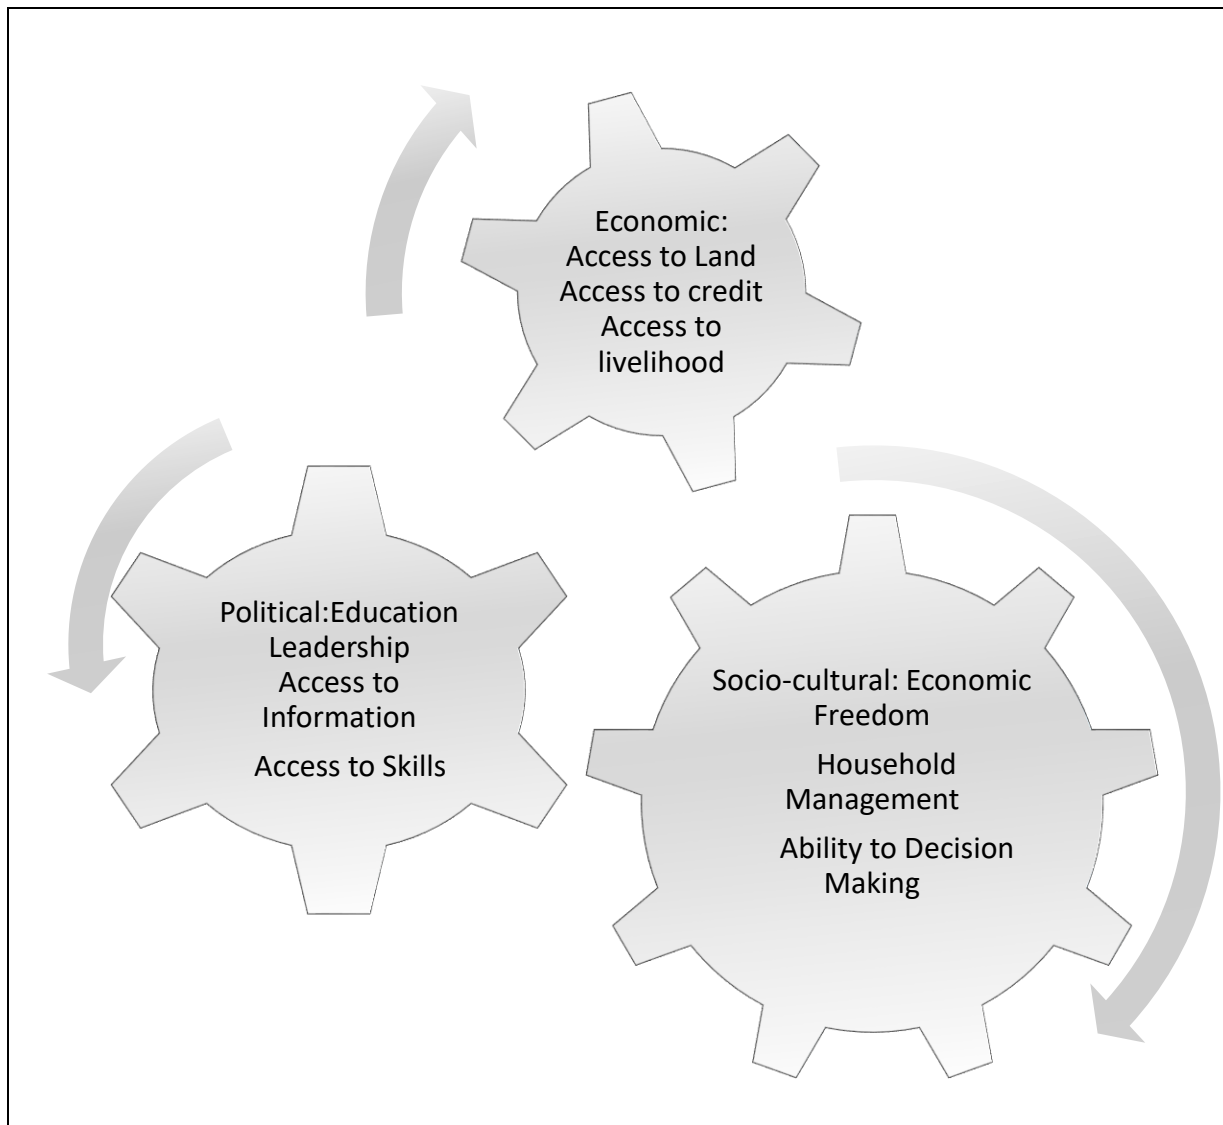 Economic:
Access to Land
Access to credit
Access to
livelihood
Political:Education
Leadership
Access to
Information
Access to Skills
Socio-cultural: Economic
Freedom
Household
Management
Ability to Decision
Making